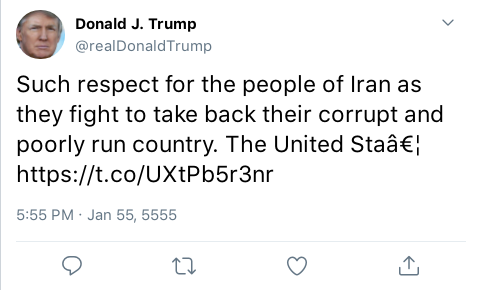 Donald J. Trump
@realDonaldTrump
Such respect for the people of Iran as
they fight to take back their corrupt and
poorly run country. The United Staâ€¦
https://t.co/UXtPb5r3nr
5:55 PM · Jan 55, 5555